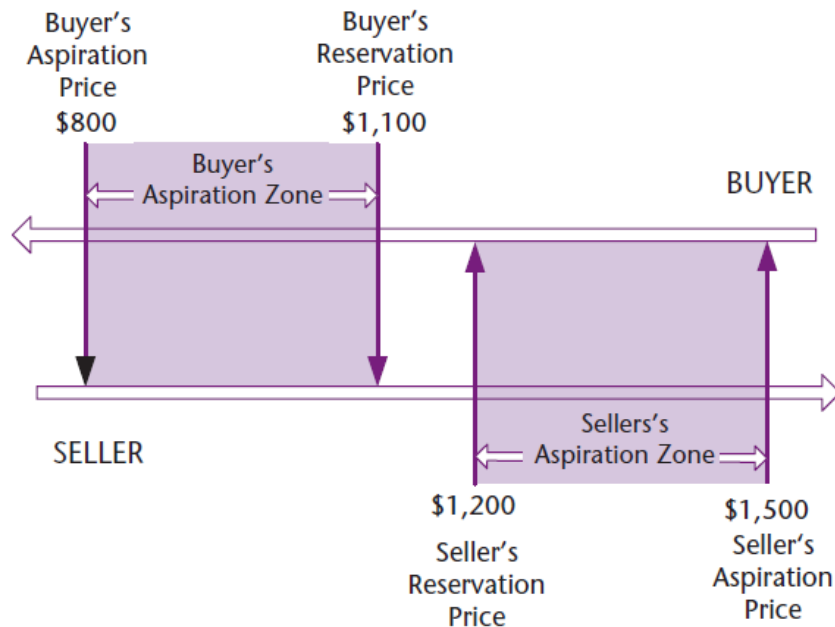 Buyer's
Aspiration
Price
$800
Buyer's
Reservation
Price
$1,100
Buyer's
Aspiration Zone
BUYER
SELLER
Sellers's
Aspiration Zone
$1,200
Seller's
Reservation
Price
$1,500
Seller's
Aspiration
Price